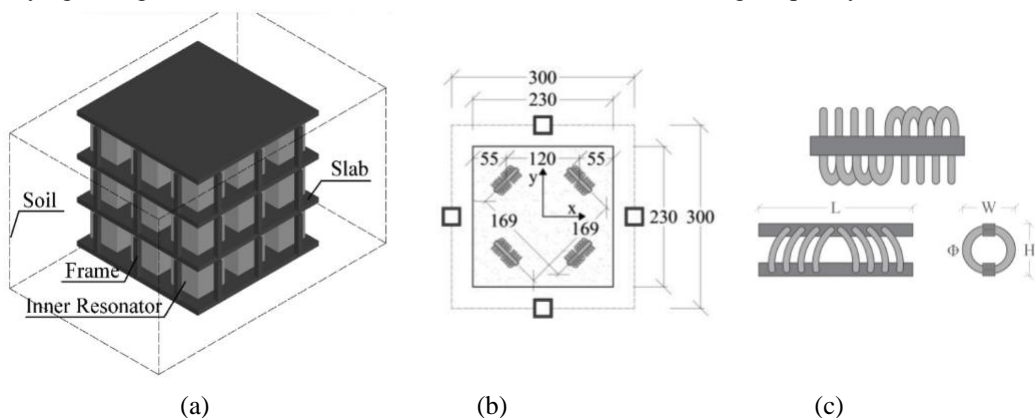 300
230
55 120 55
y
Soil
Slab
x
169 169
230 300
Frame
Inner Resonator
L
W
Φ
H
(a) (b) (c)